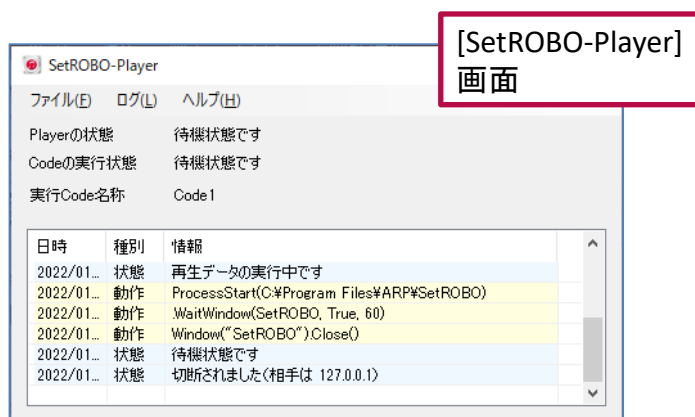 [SetROBO-Player]
画面
SetROBO-Player
ファイル(F) ログ(L) ヘルプ(H)
Playerの状態 待機状態です
Codeの実行状態 待機状態です
実行Code名称 Code1
日時 種別 情報
2022/01... 状態 再生データの実行中です
2022/01... 動作 ProcessStart(C:¥Program Files¥ARP¥SetROBO)
2022/01... 動作 .WaitWindow(SetROBO, True, 60)
2022/01... 動作 Window("SetROBO").Close()
2022/01... 状態 待機状態です
2022/01... 状態 切断されました(相手は 127.0.0.1)